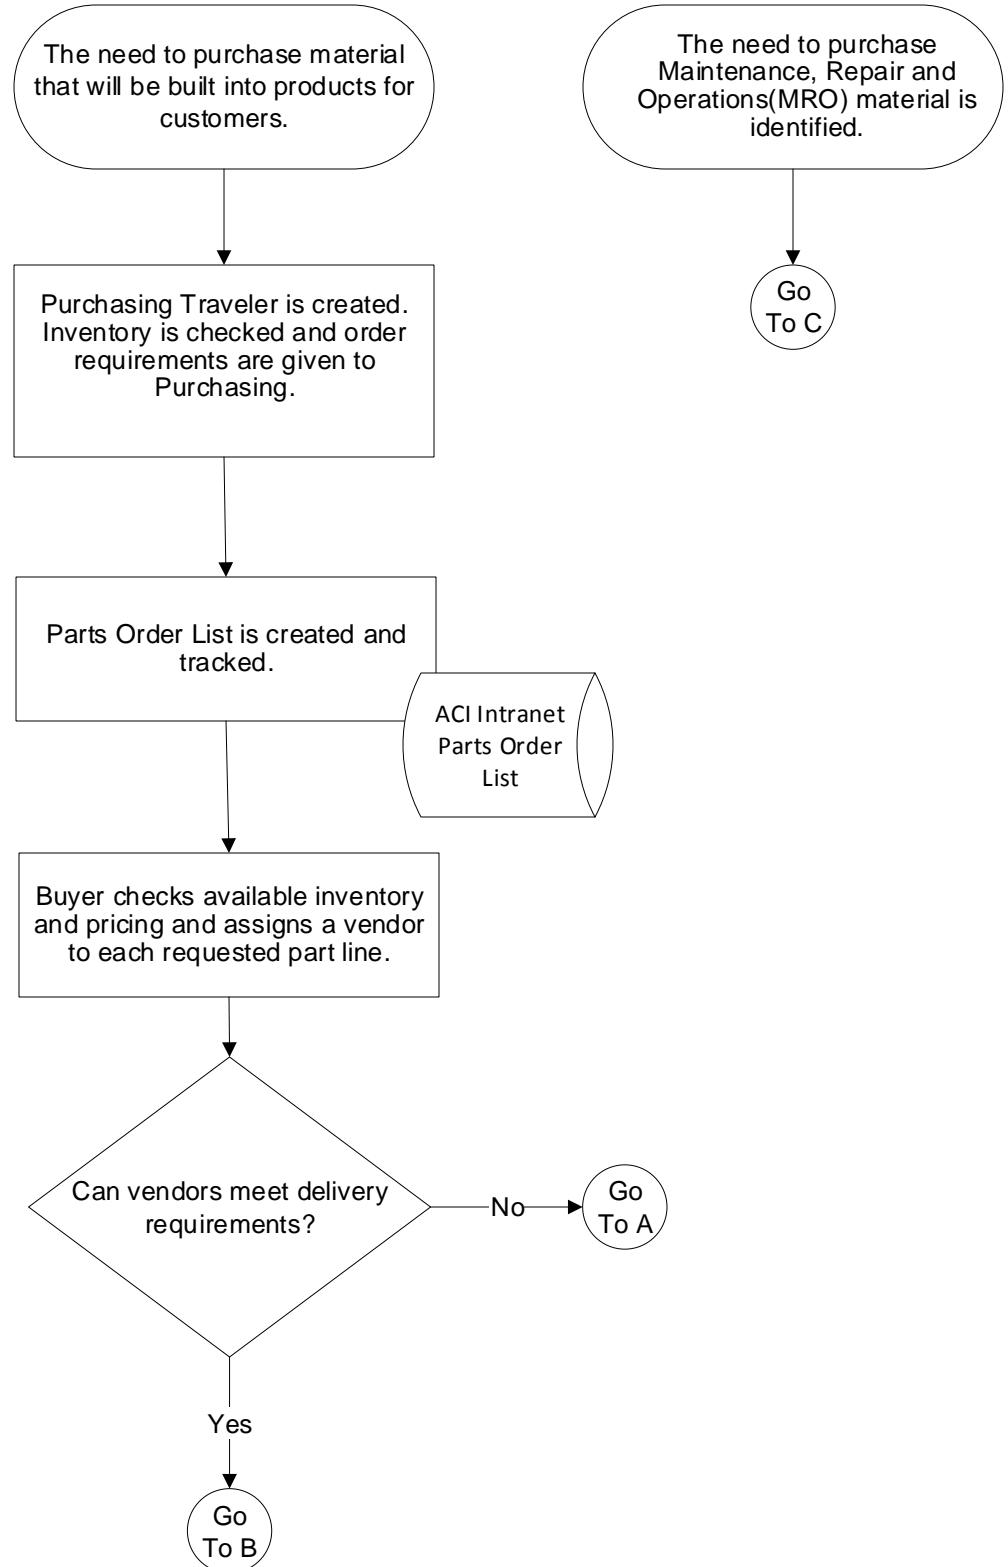 The need to purchase material
that will be built into products for
customers.
Purchasing Traveler is created.
Inventory is checked and order
requirements are given to
Purchasing.
Parts Order List is created and
tracked.
ACI Intranet
Parts Order
List
Buyer checks available inventory
and pricing and assigns a vendor
to each requested part line.
Can vendors meet delivery
requirements?
No
Go
To A
Yes
Go
To B
The need to purchase
Maintenance, Repair and
Operations(MRO) material is
identified.
Go
To C